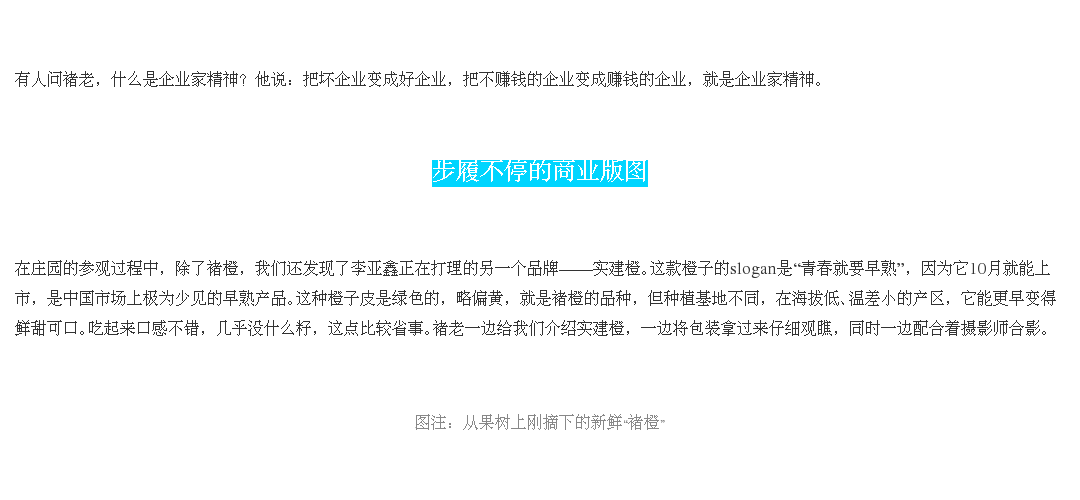 有人问褚老，什么是企业家精神？他说：把坏企业变成好企业，把不赚钱的企业变成赚钱的企业，就是企业家精神。
步履不停的商业版图
在庄园的参观过程中，除了褚橙，我们还发现了李亚鑫正在打理的另一个品牌——实建橙。这款橙子的slogan是“青春就要早熟”，因为它10月就能上
市，是中国市场上极为少见的早熟产品。这种橙子皮是绿色的，略偏黄，就是褚橙的品种，但种植基地不同，在海拔低、温差小的产区，它能更早变得
鲜甜可口。吃起来口感不错，几乎没什么籽，这点比较省事。褚老一边给我们介绍实建橙，一边将包装拿过来仔细观瞧，同时一边配合着摄影师合影。
图注：从果树上刚摘下的新鲜“褚橙”